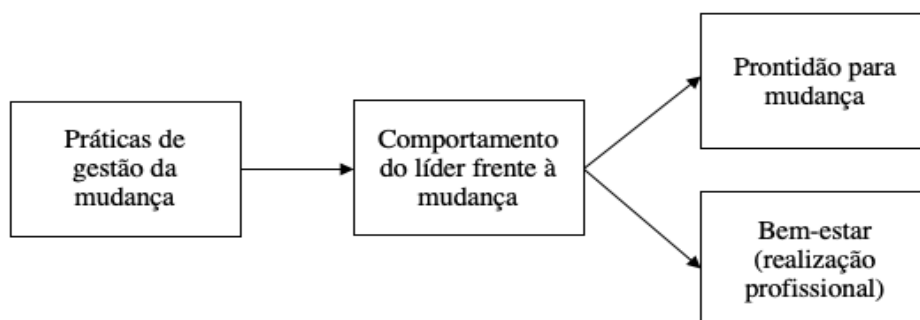 Práticas de
gestão da
mudança
Comportamento
do líder frente à
mudança
Prontidão para
mudança
Bem-estar
(realização
profissional)